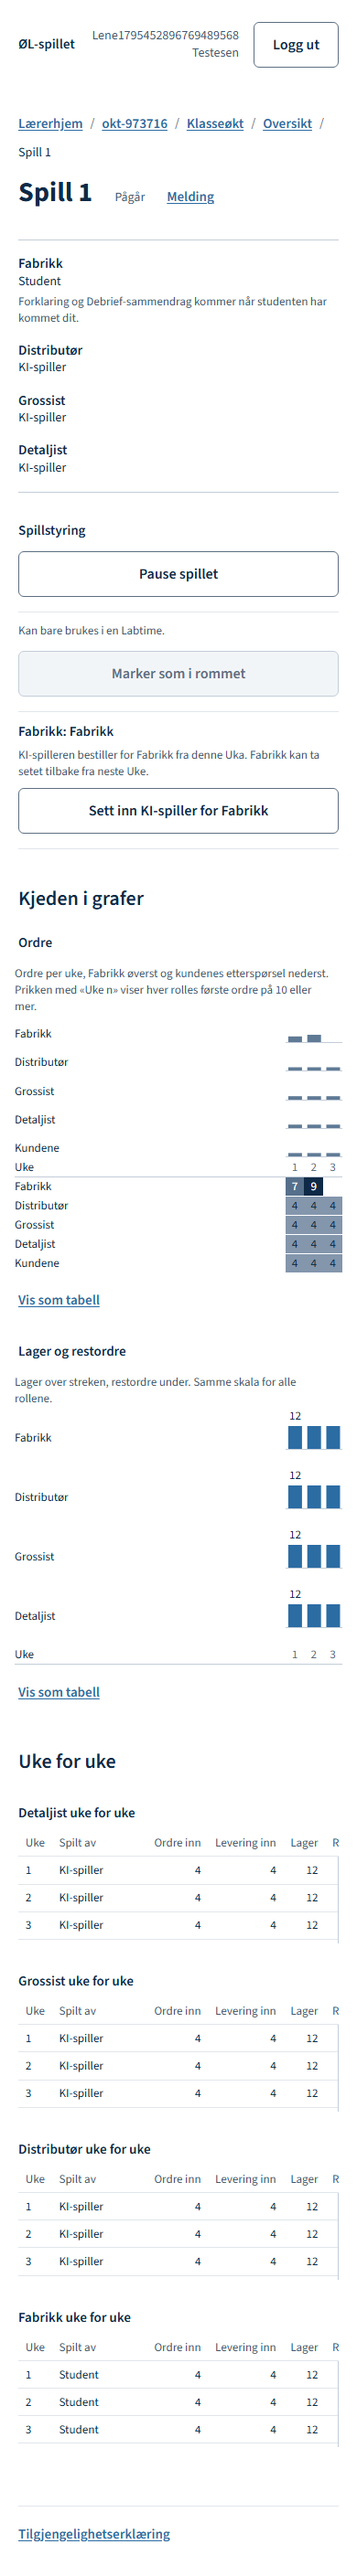 ØL-spillet
Lene1795452896769489568
Testesen
Logg ut
Lærerhjem / okt-973716 / Klasseøkt / Oversikt /
Spill 1
Spill 1 Pågår Melding
Fabrikk
Student
Forklaring og Debrief-sammendrag kommer når studenten har
kommet dit.
Distributør
KI-spiller
Grossist
KI-spiller
Detaljist
KI-spiller
Spillstyring
Pause spillet
Kan bare brukes i en Labtime.
Marker som i rommet
Fabrikk: Fabrikk
KI-spilleren bestiller for Fabrikk fra denne Uka. Fabrikk kan ta
setet tilbake fra neste Uke.
Sett inn KI-spiller for Fabrikk
Kjeden i grafer
Ordre
Ordre per uke, Fabrikk øverst og kundenes etterspørsel nederst.
Prikken med «Uke n» viser hver rolles første ordre på 10 eller
mer.
Fabrikk
Distributør
Grossist
Detaljist
Kundene
Uke 1 2 3
Fabrikk 7 9
Distributør 4 4 4
Grossist 4 4 4
Detaljist 4 4 4
Kundene 4 4 4
Vis som tabell
Lager og restordre
Lager over streken, restordre under. Samme skala for alle
rollene.
12
Fabrikk
12
Distributør
12
Grossist
12
Detaljist
Uke 1 2 3
Vis som tabell
Uke for uke
Detaljist uke for uke
Uke Spilt av Ordre inn Levering inn Lager R
1 KI-spiller 4 4 12
2 KI-spiller 4 4 12
3 KI-spiller 4 4 12
Grossist uke for uke
Uke Spilt av Ordre inn Levering inn Lager R
1 KI-spiller 4 4 12
2 KI-spiller 4 4 12
3 KI-spiller 4 4 12
Distributør uke for uke
Uke Spilt av Ordre inn Levering inn Lager R
1 KI-spiller 4 4 12
2 KI-spiller 4 4 12
3 KI-spiller 4 4 12
Fabrikk uke for uke
Uke Spilt av Ordre inn Levering inn Lager R
1 Student 4 4 12
2 Student 4 4 12
3 Student 4 4 12
Tilgjengelighetserklæring